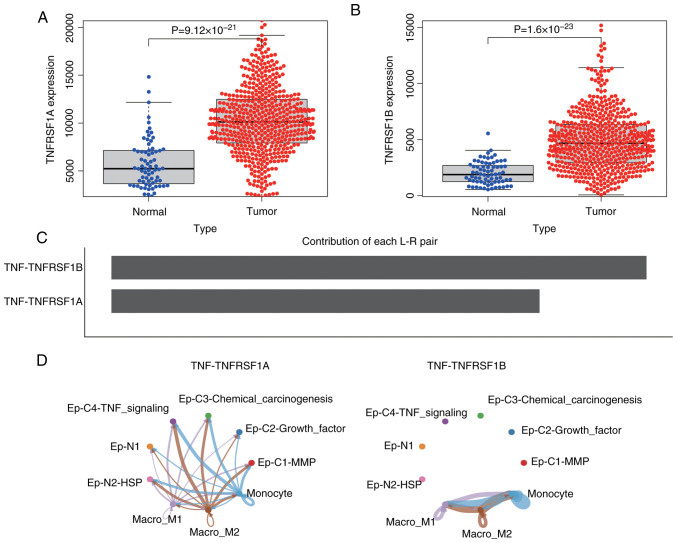 A
P=9.12×10⁻²¹
TNFRSF1A expression
20000
15000
10000
5000
Normal
Tumor
Type
B
P=1.6×10⁻²³
TNFRSF1B expression
15000
10000
5000
0
Normal
Tumor
Type
C
Contribution of each L-R pair
TNF-TNFRSF1B
TNF-TNFRSF1A
D
TNF-TNFRSF1A
Ep-C3-Chemical_carcinogenesis
Ep-C4-TNF_signaling
Ep-C2-Growth_factor
Ep-N1
Ep-C1-MMP
Ep-N2-HSP
Monocyte
Macro_M1
Macro_M2
TNF-TNFRSF1B
Ep-C3-Chemical_carcinogenesis
Ep-C4-TNF_signaling
Ep-C2-Growth_factor
Ep-N1
Ep-C1-MMP
Ep-N2-HSP
Monocyte
Macro_M1
Macro_M2